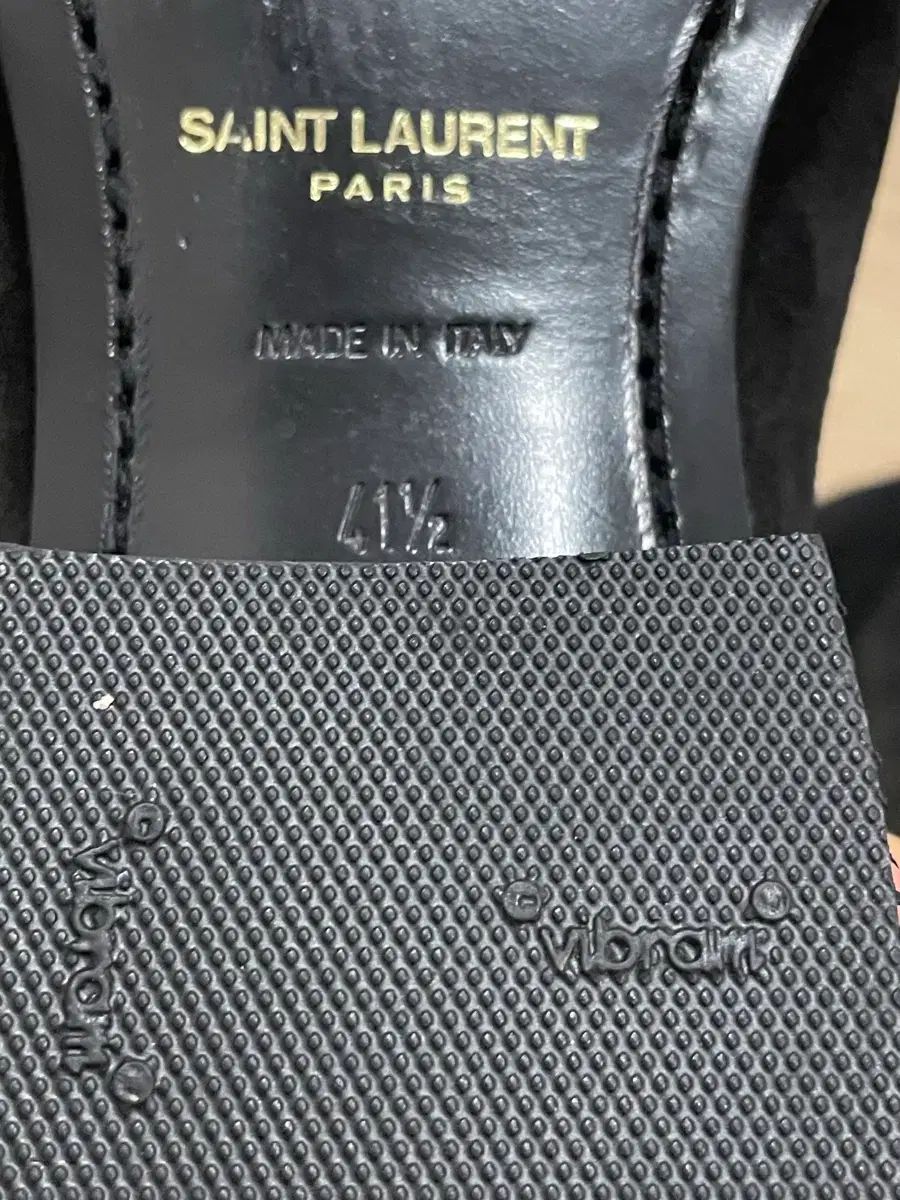 SAINT LAURENT
PARIS
MADE IN ITALY
41½
vibram
vibram